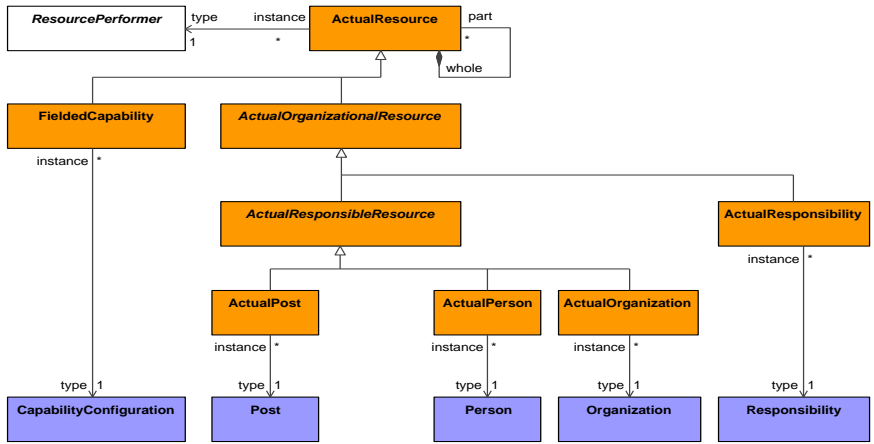 ResourcePerformer
type
instance
1
*
ActualResource
part
*
whole
FieldedCapability
ActualOrganizationalResource
instance
*
ActualResponsibleResource
ActualResponsibility
instance
*
ActualPost
ActualPerson
ActualOrganization
instance
*
instance
*
instance
*
type
1
type
1
type
1
type
1
type
1
CapabilityConfiguration
Post
Person
Organization
Responsibility